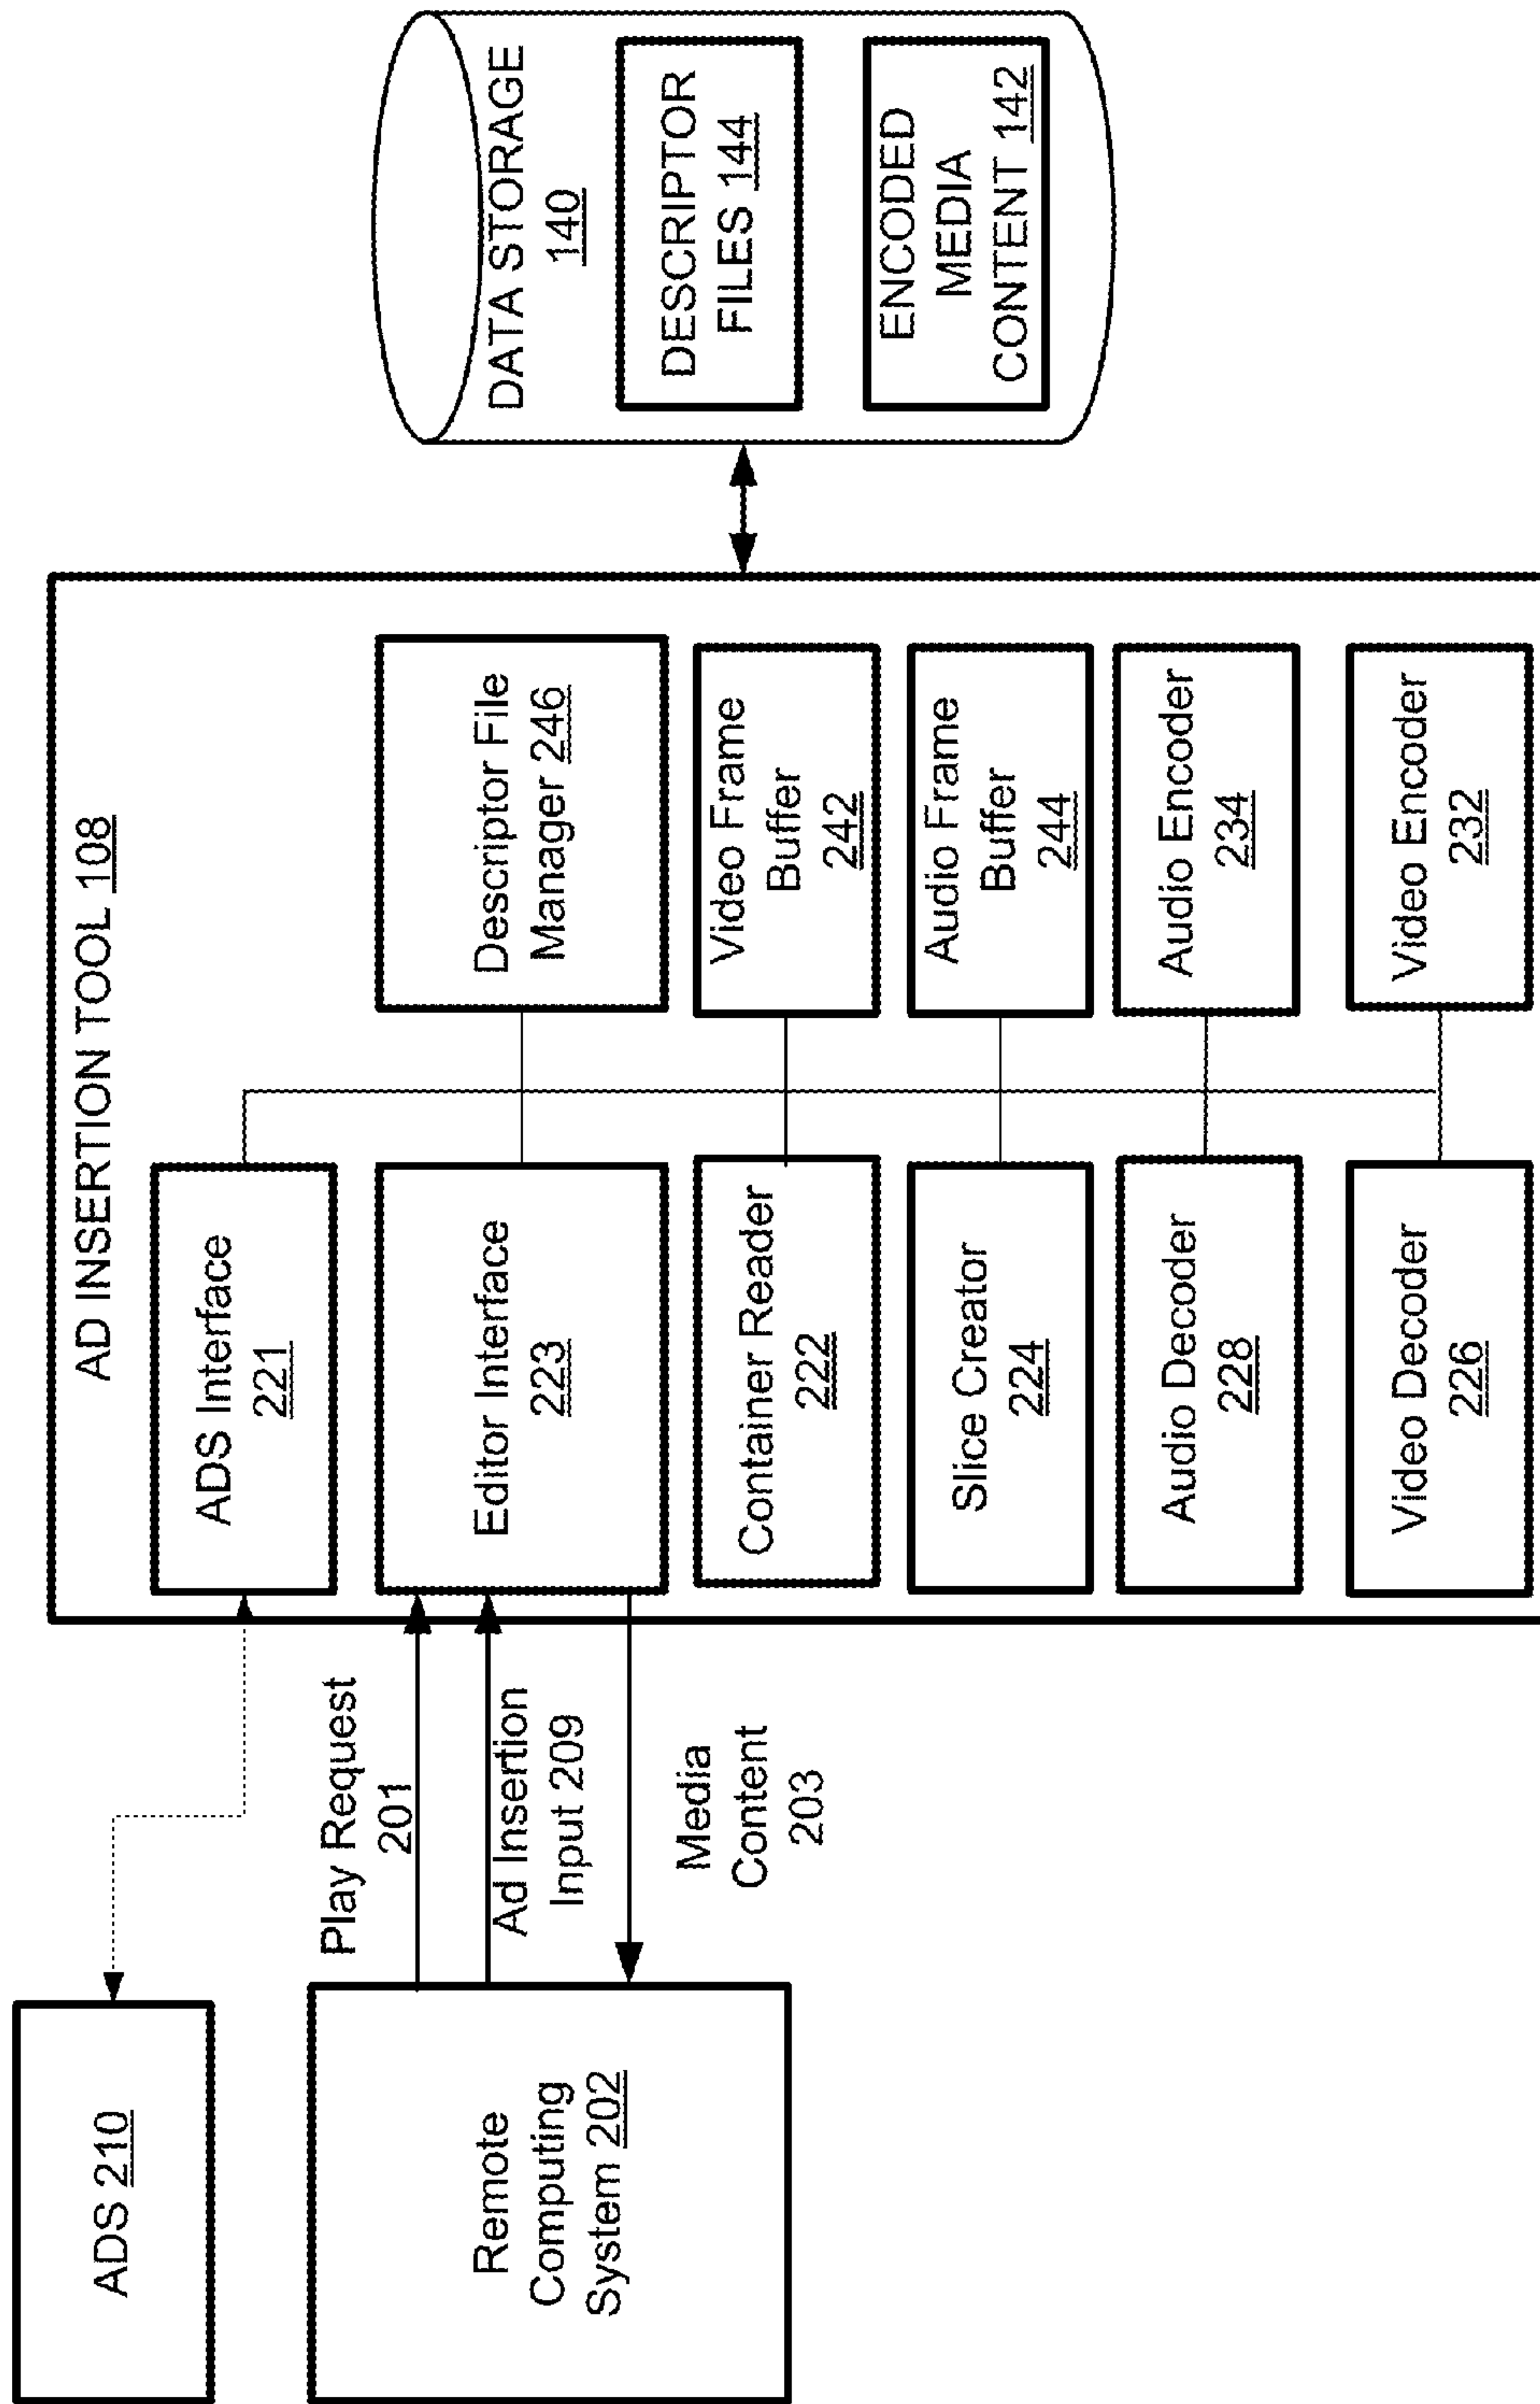 ADS 210
Remote
Computing
System 202
Play Request
201
Ad Insertion
Input 209
Media
Content
203
AD INSERTION TOOL 108
ADS Interface
221
Editor Interface
223
Container Reader
222
Slice Creator
224
Audio Decoder
228
Video Decoder
226
Descriptor File
Manager 246
Video Frame
Buffer
242
Audio Frame
Buffer
244
Audio Encoder
234
Video Encoder
232
DATA STORAGE
140
DESCRIPTOR
FILES 144
ENCODED
MEDIA
CONTENT 142